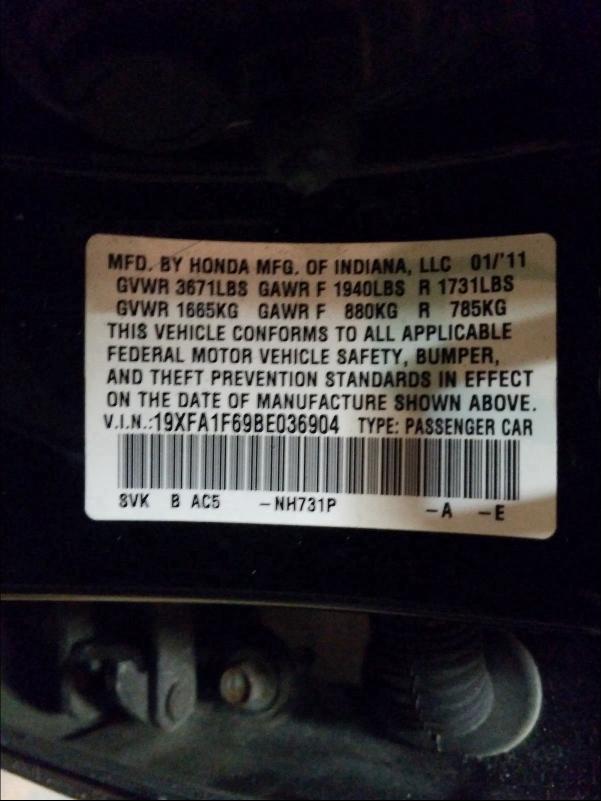 MFD. BY HONDA MFG. OF INDIANA, LLC 01/'11
GVWR 3671LBS GAWR F 1940LBS R 1731LBS
GVWR 1665KG GAWR F 880KG R 785KG
THIS VEHICLE CONFORMS TO ALL APPLICABLE
FEDERAL MOTOR VEHICLE SAFETY, BUMPER,
AND THEFT PREVENTION STANDARDS IN EFFECT
ON THE DATE OF MANUFACTURE SHOWN ABOVE.
V.I.N.:19XFA1F69BE036904 TYPE: PASSENGER CAR
SVK B AC5 -NH731P -A -E